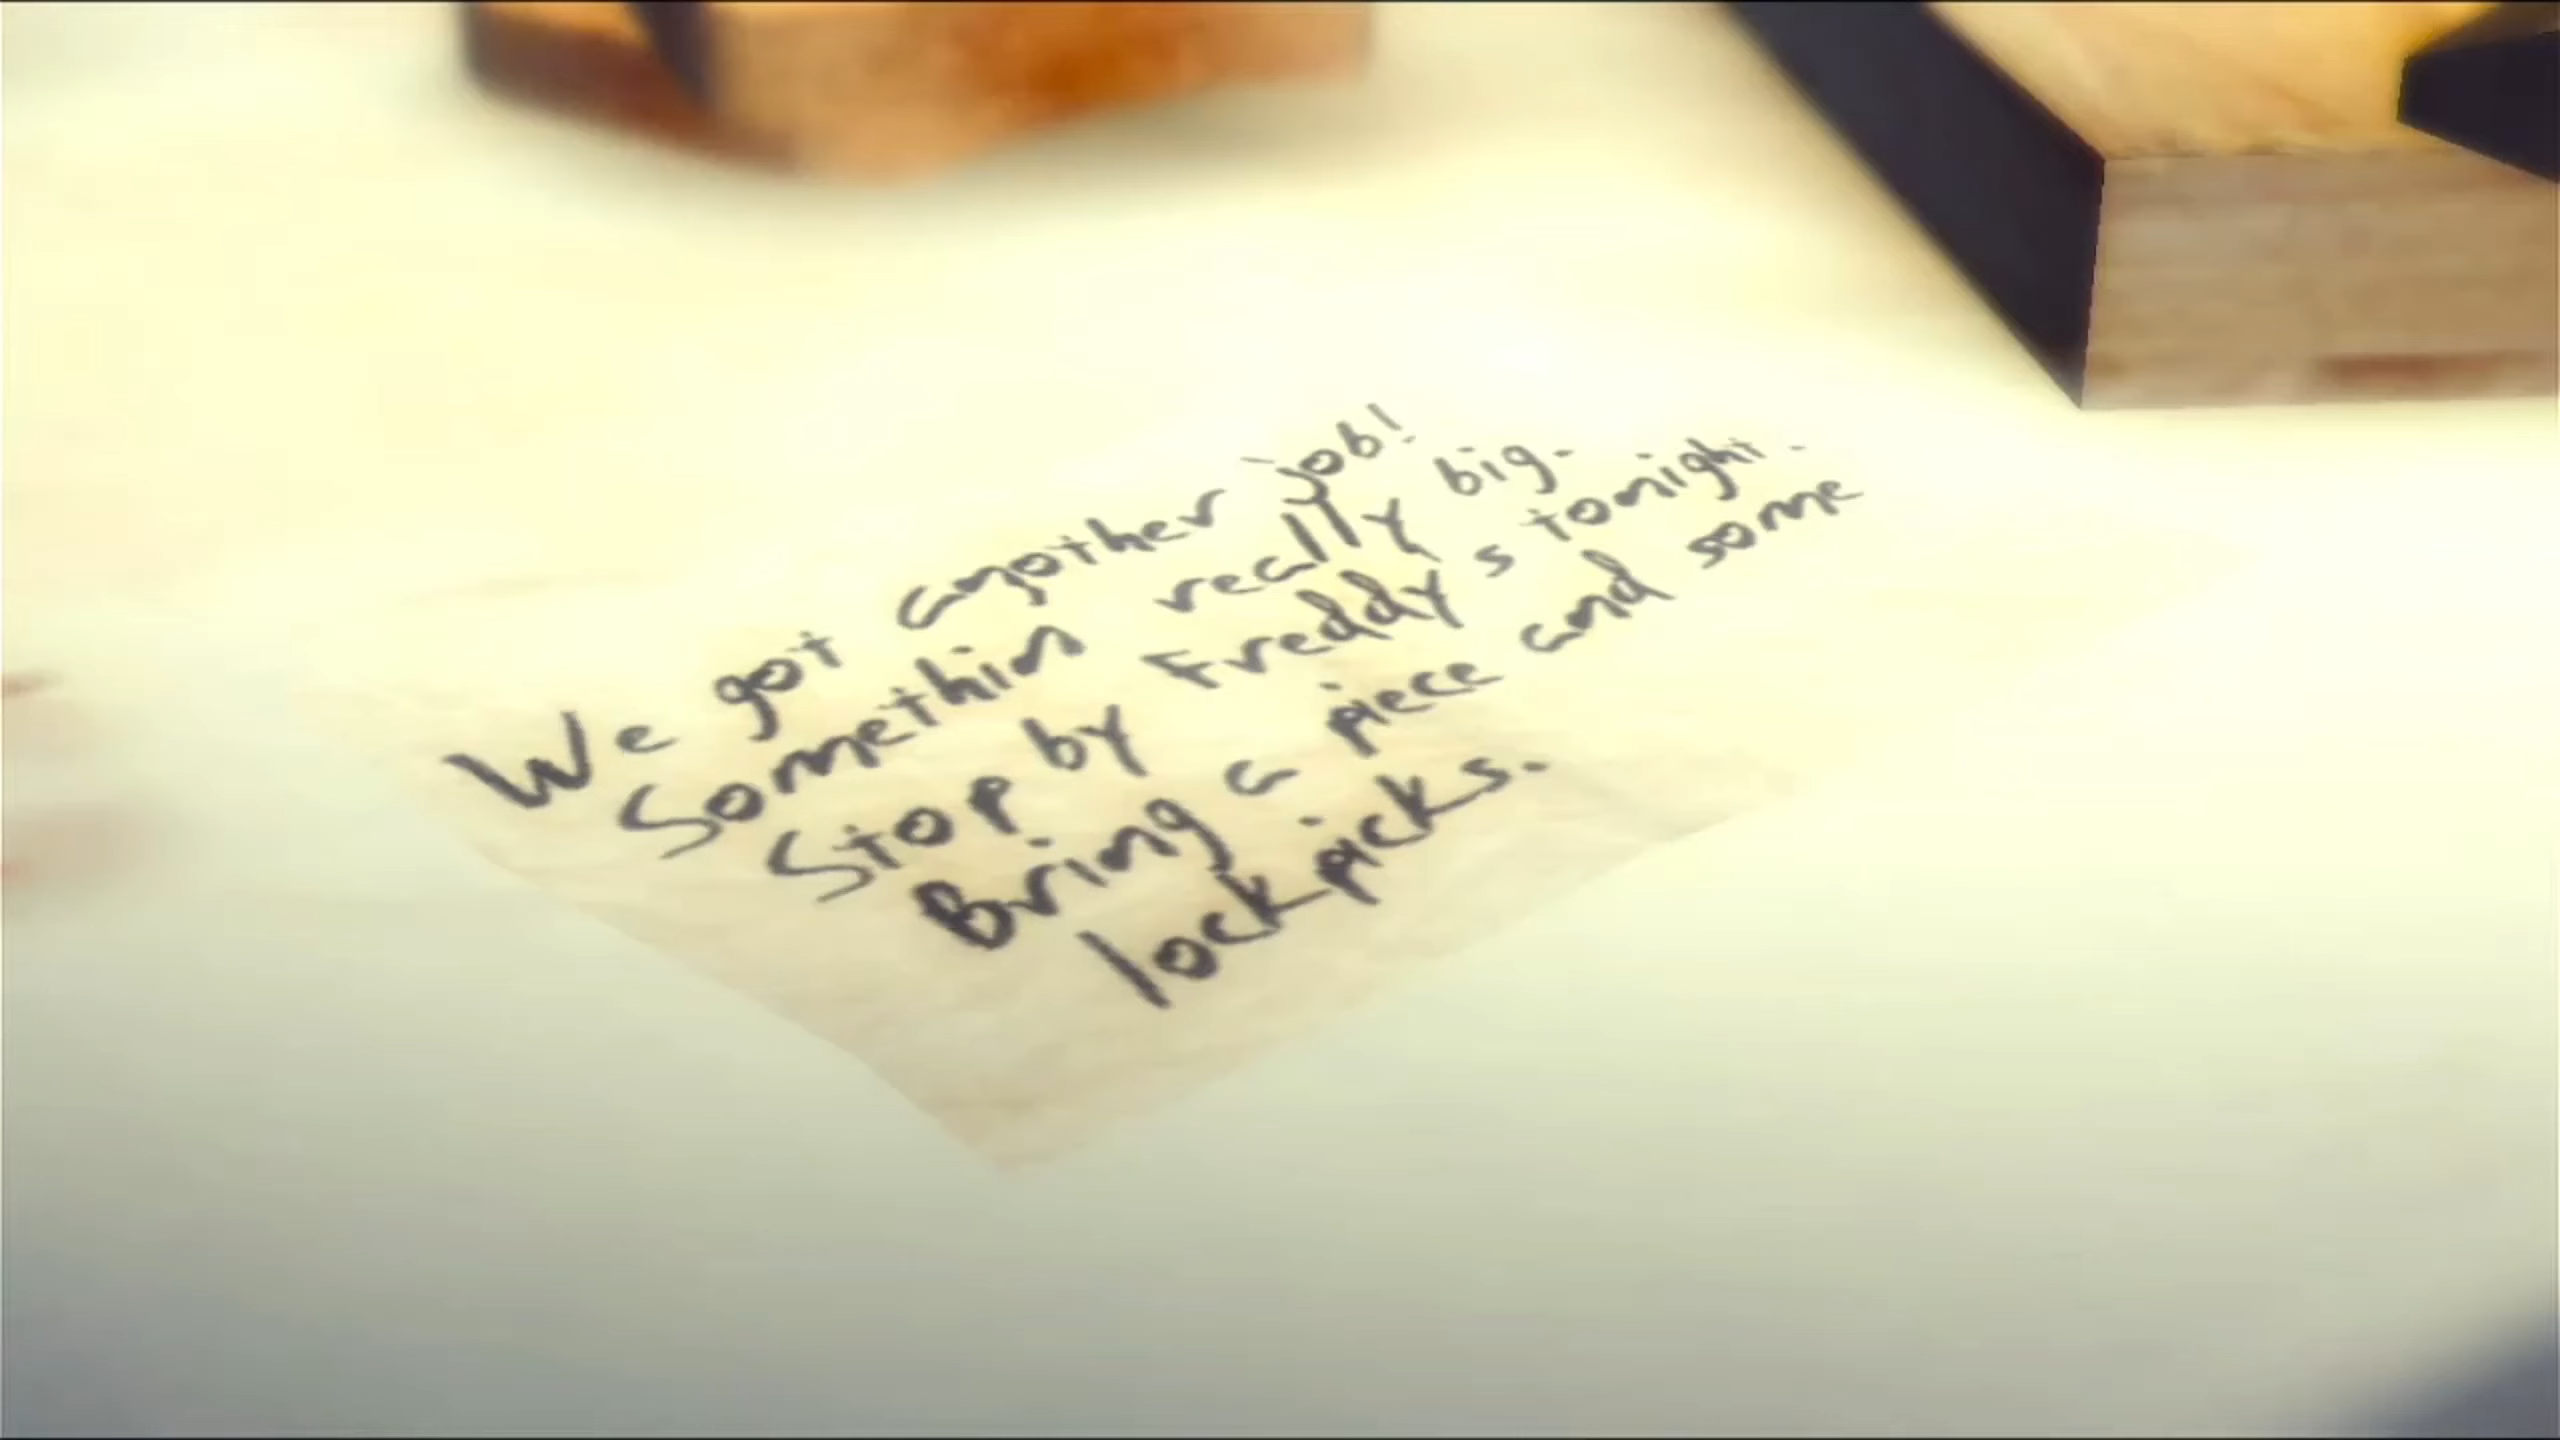 We got another job!
Somethin really big.
Stop by Freddy s tonight.
Bring a piece and some
lockpicks.